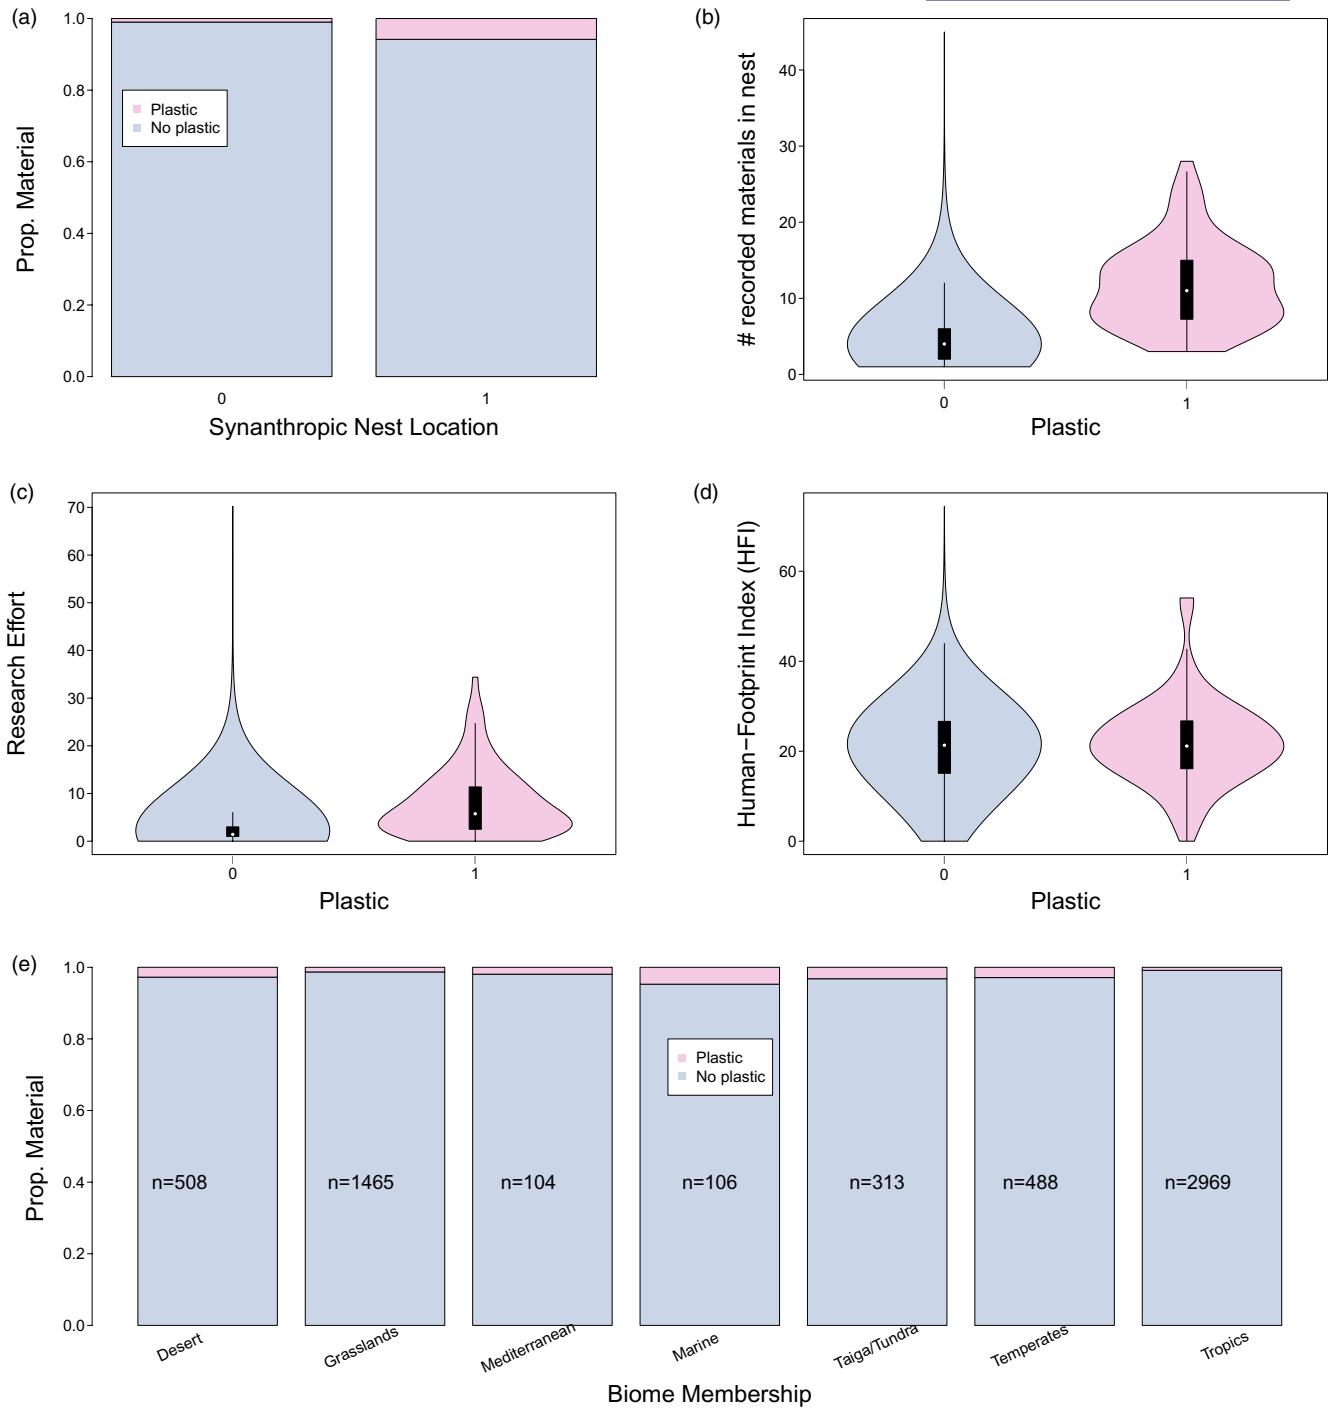 (a)
1.0
0.8
0.6
0.4
0.2
0.0
Prop. Material
Plastic
No plastic
0 1
Synanthropic Nest Location
(b)
40
30
20
10
0
# recorded materials in nest
0 1
Plastic
(c)
70
60
50
40
30
20
10
0
Research Effort
0 1
Plastic
(d)
60
40
20
0
Human−Footprint Index (HFI)
0 1
Plastic
(e)
1.0
0.8
0.6
0.4
0.2
0.0
Prop. Material
Plastic
No plastic
n=508 n=1465 n=104 n=106 n=313 n=488 n=2969
Desert Grasslands Mediterranean Marine Taiga/Tundra Temperates Tropics
Biome Membership